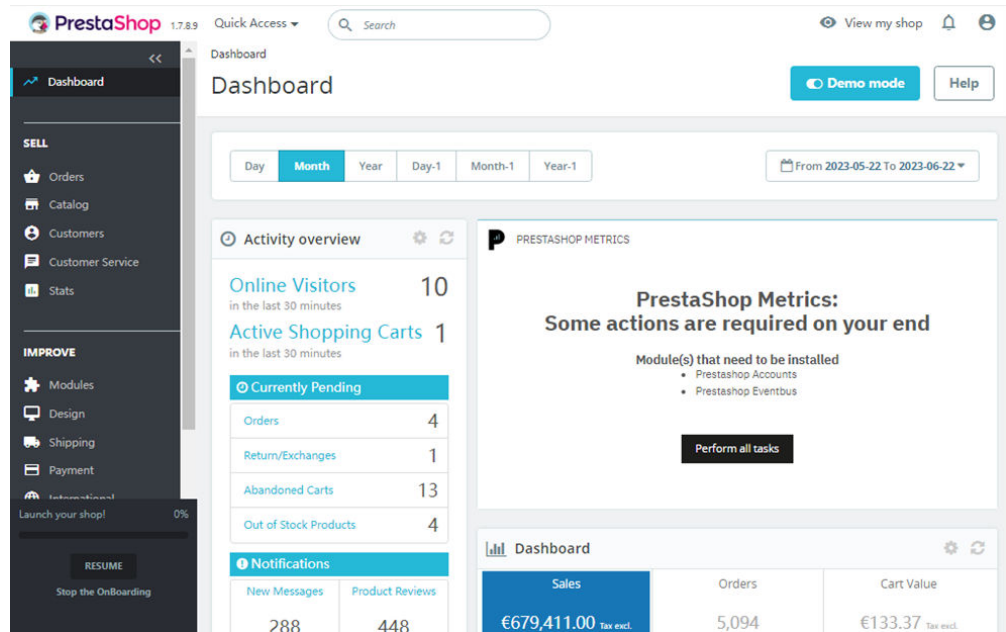 PrestaShop 1.7.8.9 Quick Access Search View my shop
Dashboard
Dashboard
Demo mode Help
Dashboard
SELL
Orders
Catalog
Customers
Customer Service
Stats
IMPROVE
Modules
Design
Shipping
Payment
International
Launch your shop! 0%
RESUME
Stop the OnBoarding
Day Month Year Day-1 Month-1 Year-1
From 2023-05-22 To 2023-06-22
Activity overview
Online Visitors 10
in the last 30 minutes
Active Shopping Carts 1
in the last 30 minutes
Currently Pending
Orders 4
Return/Exchanges 1
Abandoned Carts 13
Out of Stock Products 4
Notifications
New Messages Product Reviews
288 448
PRESTASHOP METRICS
PrestaShop Metrics:
Some actions are required on your end
Module(s) that need to be installed
Prestashop Accounts
Prestashop Eventbus
Perform all tasks
Dashboard
Sales Orders Cart Value
€679,411.00 Tax excl. 5,094 €133.37 Tax excl.